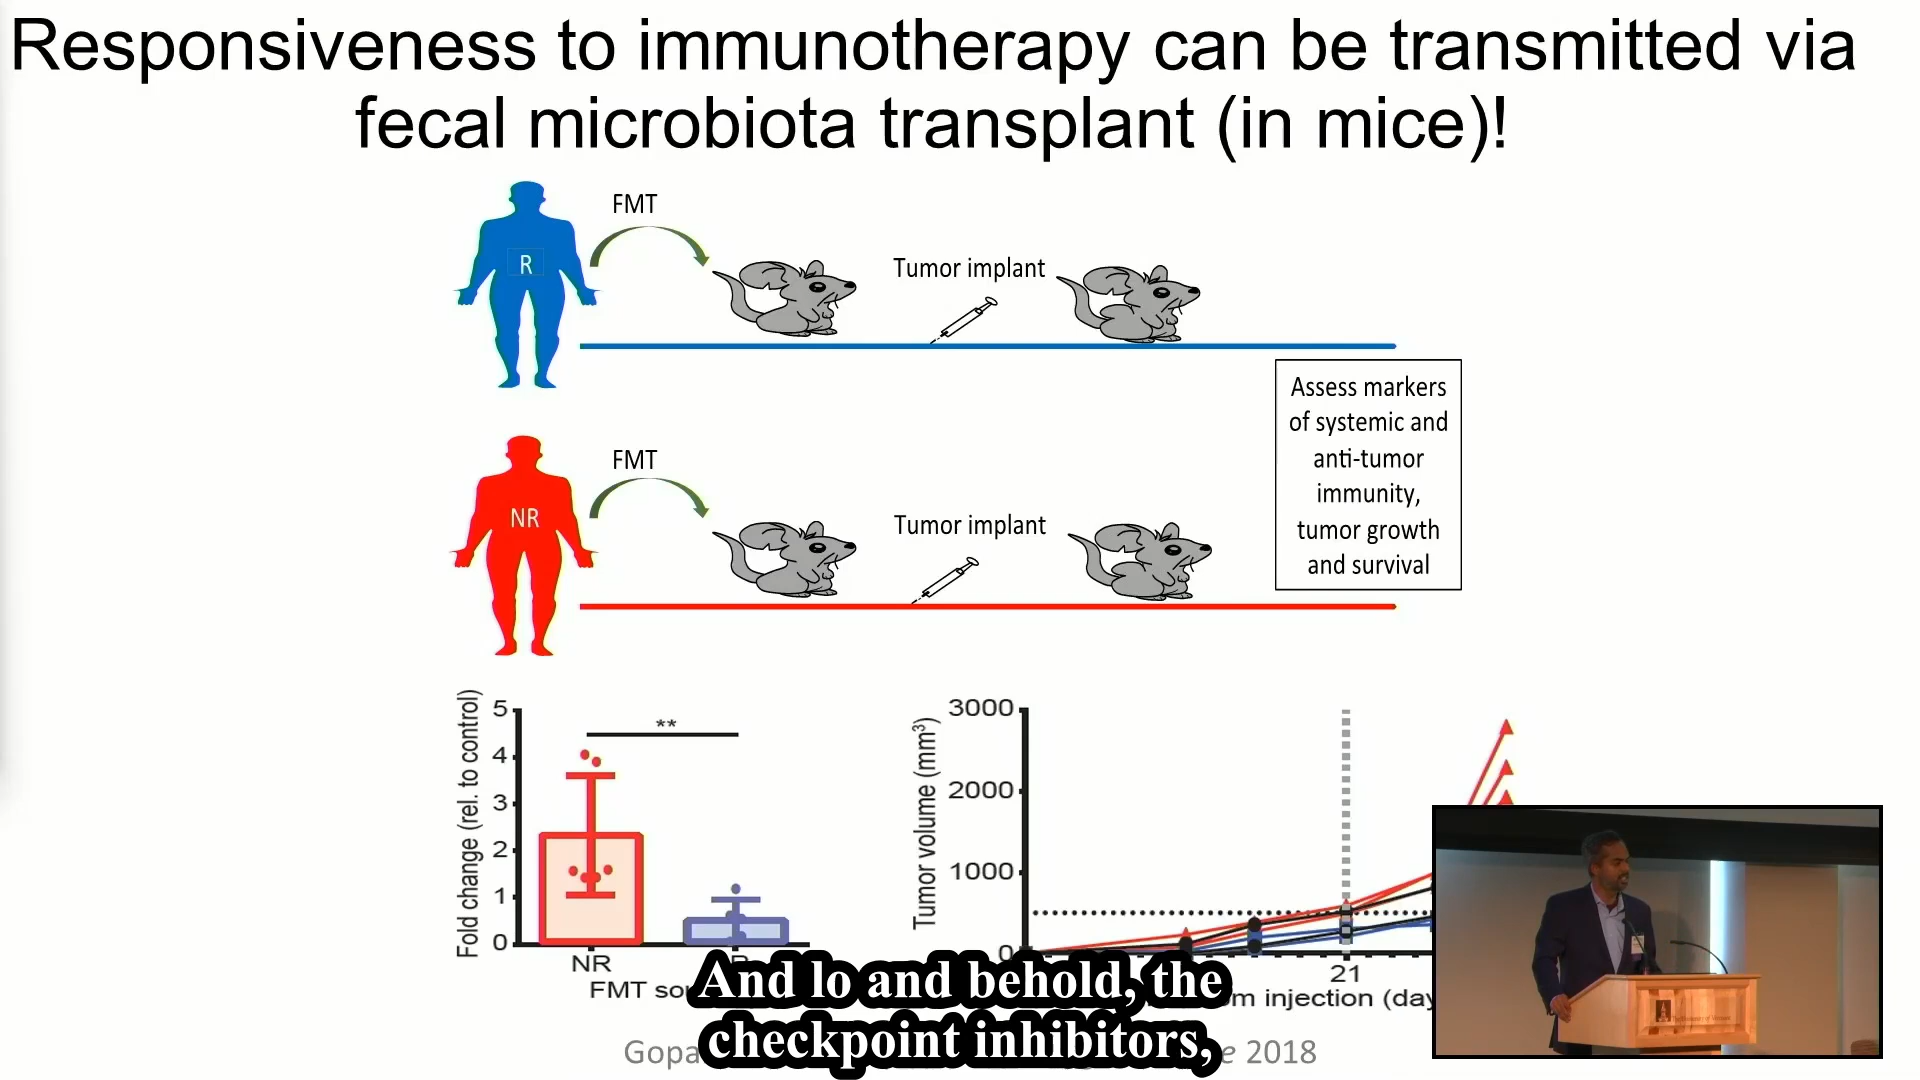 Responsiveness to immunotherapy can be transmitted via
fecal microbiota transplant (in mice)!
R
FMT
Tumor implant
NR
FMT
Tumor implant
Assess markers
of systemic and
anti-tumor
immunity,
tumor growth
and survival
Fold change (rel. to control)
5
4
3
2
1
0
**
NR
FMT
Tumor volume (mm³)
3000
2000
1000
0
21
injection
And lo and behold, the
checkpoint inhibitors,
2018